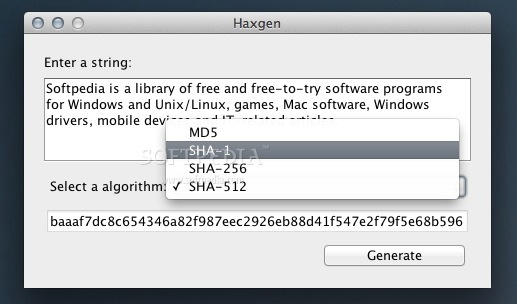 Haxgen
Enter a string:
Softpedia is a library of free and free-to-try software programs
for Windows and Unix/Linux, games, Mac software, Windows
drivers, mobile devices and IT-related articles.
MD5
SOFTPEDIA™
SHA-1
SHA-256
Select a algorithm: ✓ SHA-512
baaaf7dc8c654346a82f987eec2926eb88d41f547e2f79f5e68b596
Generate